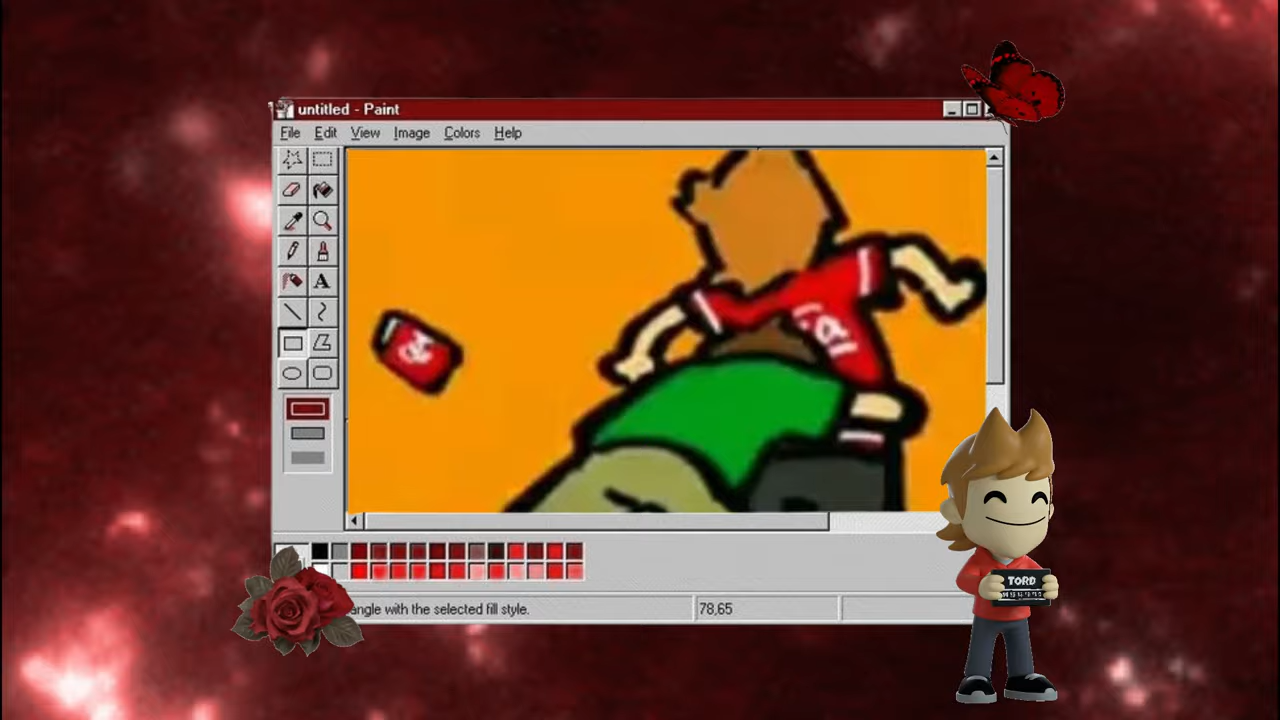 untitled - Paint
File Edit View Image Colors Help
A
angle with the selected fill style.
78,65
TORD